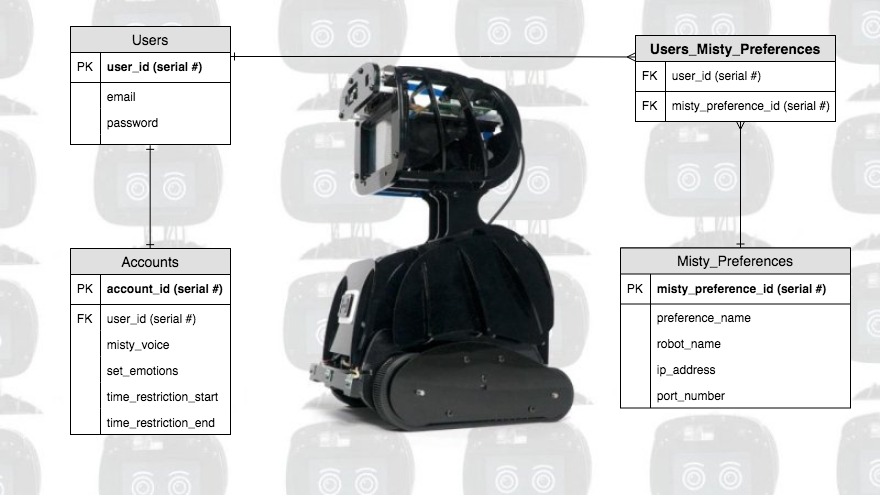 Users
PK user_id (serial #)
email
password
Users_Misty_Preferences
FK user_id (serial #)
FK misty_preference_id (serial #)
Accounts
PK account_id (serial #)
FK user_id (serial #)
misty_voice
set_emotions
time_restriction_start
time_restriction_end
Misty_Preferences
PK misty_preference_id (serial #)
preference_name
robot_name
ip_address
port_number